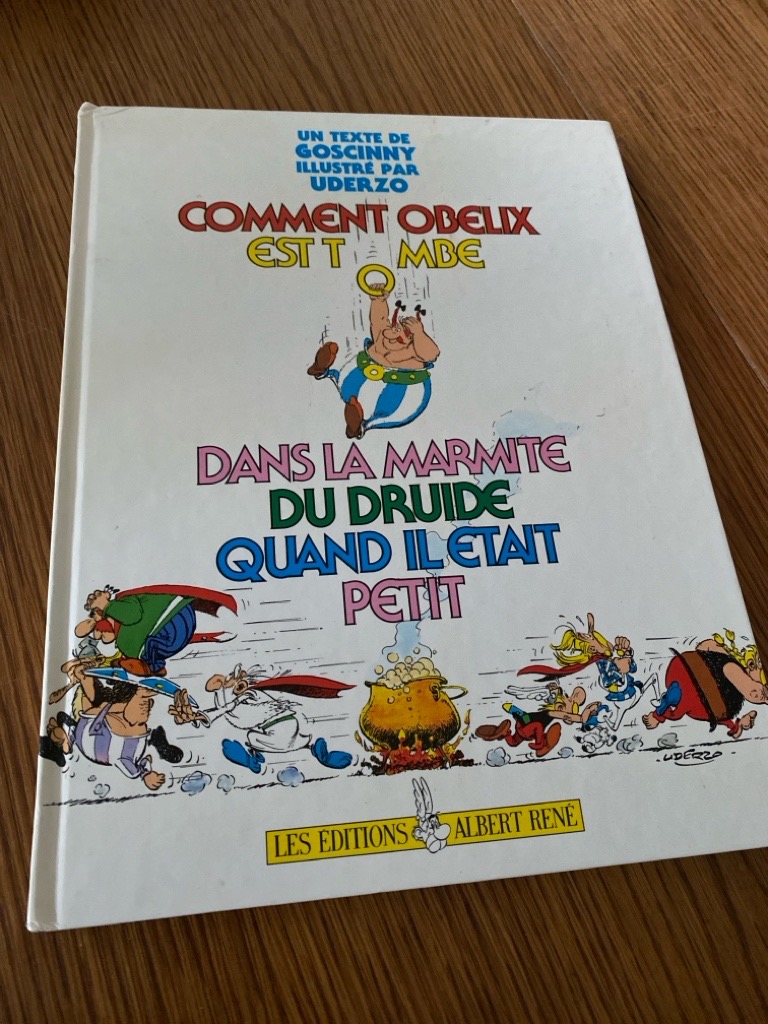 UN TEXTE DE
GOSCINNY
ILLUSTRÉ PAR
UDERZO
COMMENT OBELIX
EST TOMBE
DANS LA MARMITE
DU DRUIDE
QUAND IL ETAIT
PETIT
UDERZO
LES ÉDITIONS ALBERT RENÉ